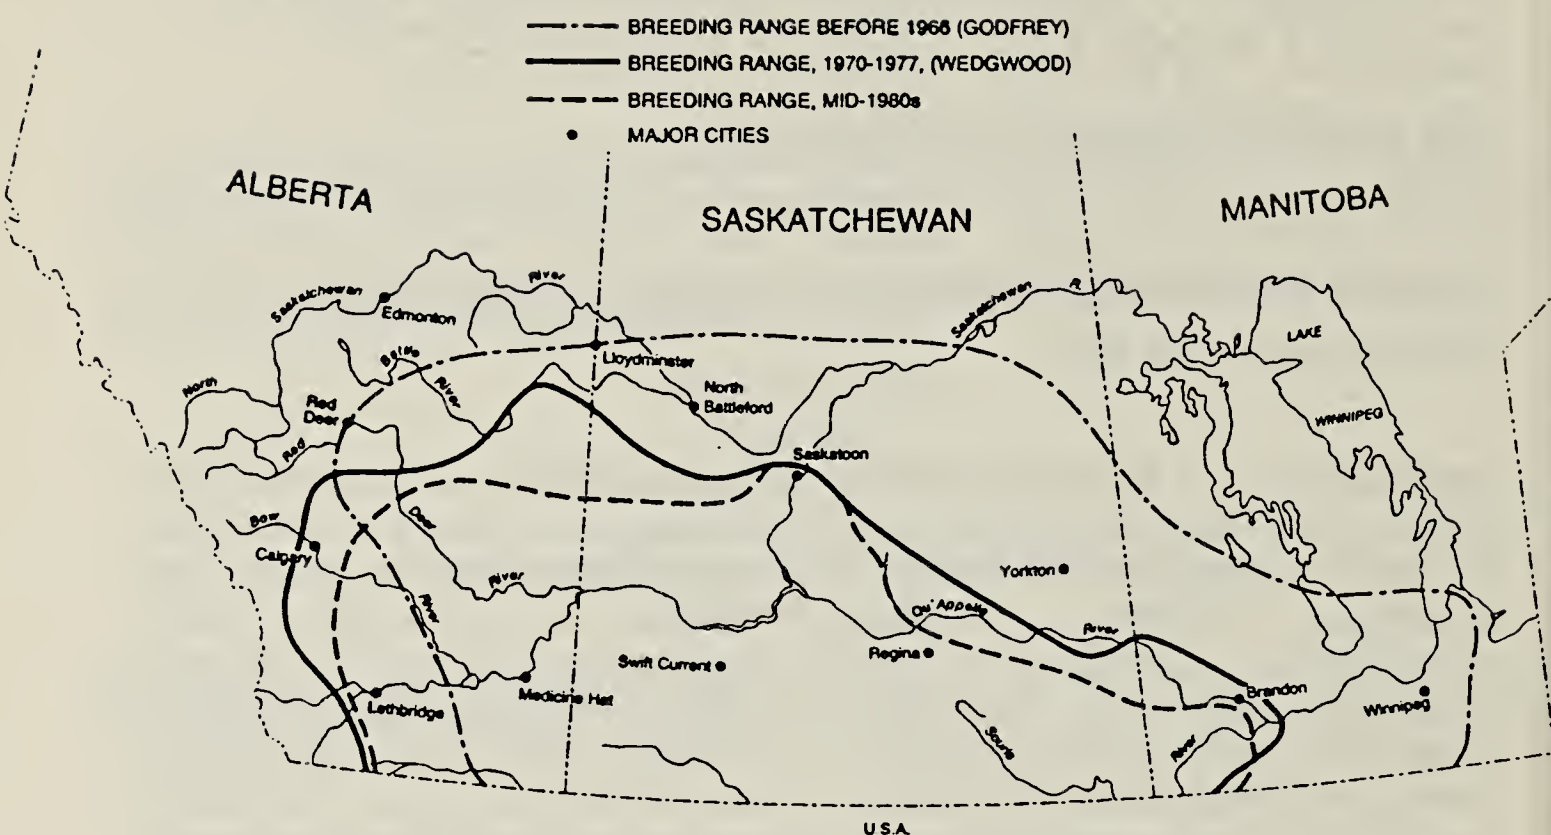 BREEDING RANGE BEFORE 1966 (GODFREY)
BREEDING RANGE, 1970-1977, (WEDGWOOD)
BREEDING RANGE, MID-1980s
MAJOR CITIES
ALBERTA
SASKATCHEWAN
MANITOBA
Saskatchewan
River
Edmonton
Saskatchewan
R.
LAKE
WINNIPEG
Battle
River
Lloydminster
North
North
Battleford
Red
Deer
Red
Saskatoon
Deer
Bow
Calgary
River
River
Yorkton
Qu'Appelle
River
Regina
Swift Current
Medicine Hat
Lethbridge
Brandon
Winnipeg
Souris
River
U.S.A.